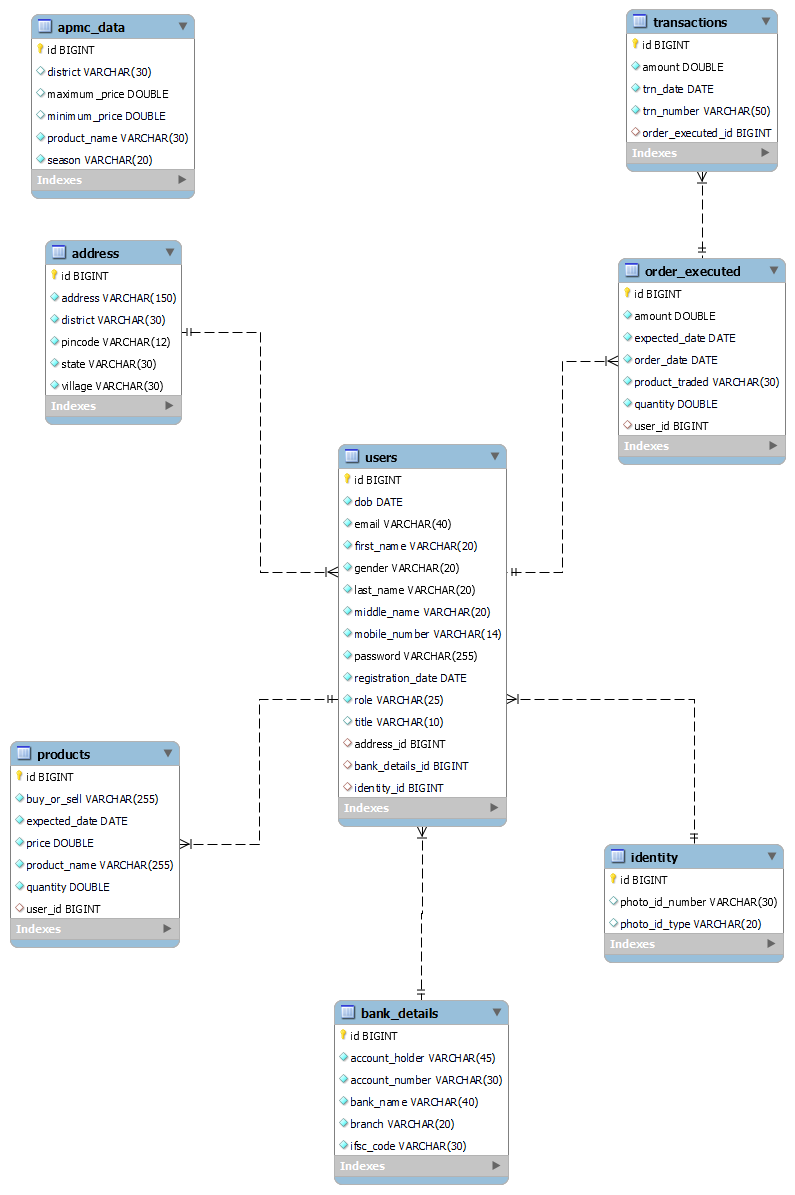 apmc_data
id BIGINT
district VARCHAR(30)
maximum_price DOUBLE
minimum_price DOUBLE
product_name VARCHAR(30)
season VARCHAR(20)
Indexes
transactions
id BIGINT
amount DOUBLE
trn_date DATE
trn_number VARCHAR(50)
order_executed_id BIGINT
Indexes
address
id BIGINT
address VARCHAR(150)
district VARCHAR(30)
pincode VARCHAR(12)
state VARCHAR(30)
village VARCHAR(30)
Indexes
order_executed
id BIGINT
amount DOUBLE
expected_date DATE
order_date DATE
product_traded VARCHAR(30)
quantity DOUBLE
user_id BIGINT
Indexes
users
id BIGINT
dob DATE
email VARCHAR(40)
first_name VARCHAR(20)
gender VARCHAR(20)
last_name VARCHAR(20)
middle_name VARCHAR(20)
mobile_number VARCHAR(14)
password VARCHAR(255)
registration_date DATE
role VARCHAR(25)
title VARCHAR(10)
address_id BIGINT
bank_details_id BIGINT
identity_id BIGINT
Indexes
products
id BIGINT
buy_or_sell VARCHAR(255)
expected_date DATE
price DOUBLE
product_name VARCHAR(255)
quantity DOUBLE
user_id BIGINT
Indexes
identity
id BIGINT
photo_id_number VARCHAR(30)
photo_id_type VARCHAR(20)
Indexes
bank_details
id BIGINT
account_holder VARCHAR(45)
account_number VARCHAR(30)
bank_name VARCHAR(40)
branch VARCHAR(20)
ifsc_code VARCHAR(30)
Indexes